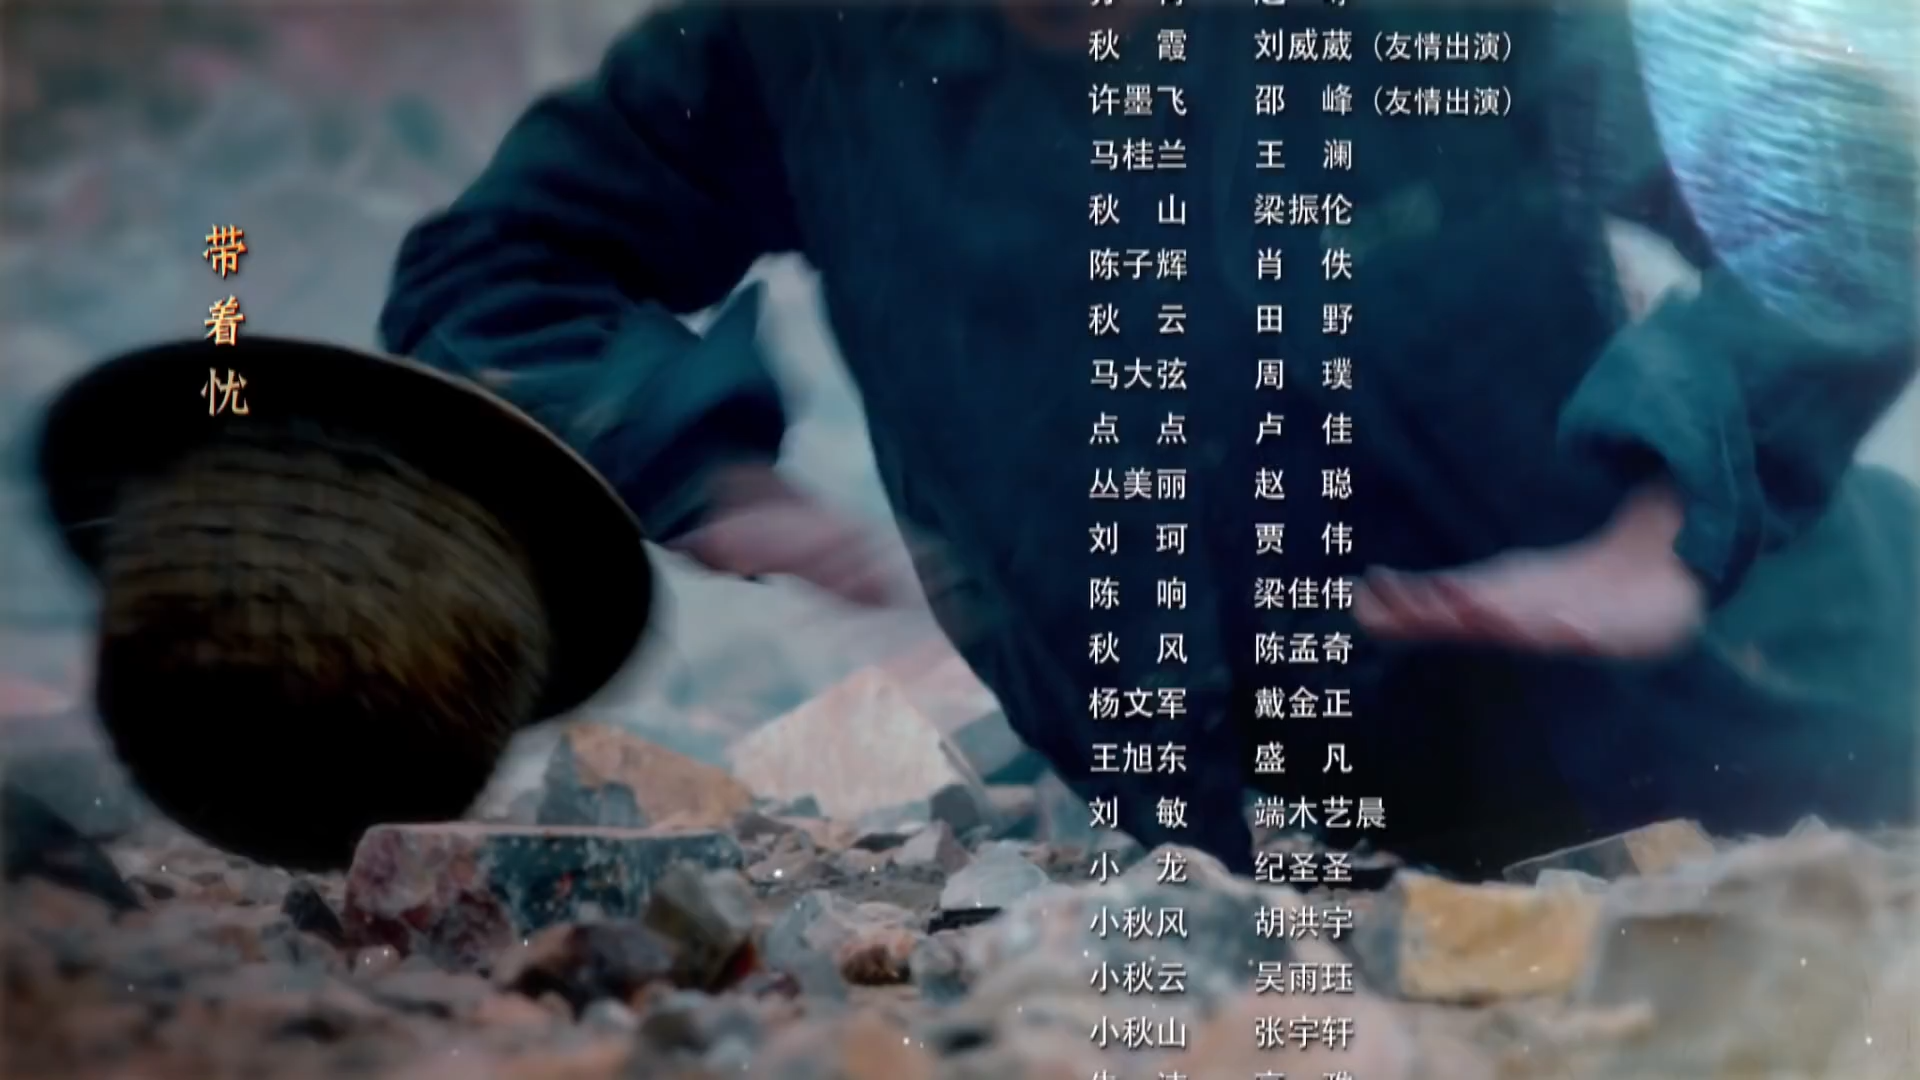 带着忧
秋 霞 刘威葳（友情出演）
许墨飞 邵 峰（友情出演）
马桂兰 王 澜
秋 山 梁振伦
陈子辉 肖 佚
秋 云 田 野
马大弦 周 璞
点 点 卢 佳
丛美丽 赵 聪
刘 珂 贾 伟
陈 响 梁佳伟
秋 风 陈孟奇
杨文军 戴金正
王旭东 盛 凡
刘 敏 端木艺晨
小 龙 纪圣圣
小秋风 胡洪宇
小秋云 吴雨珏
小秋山 张宇轩